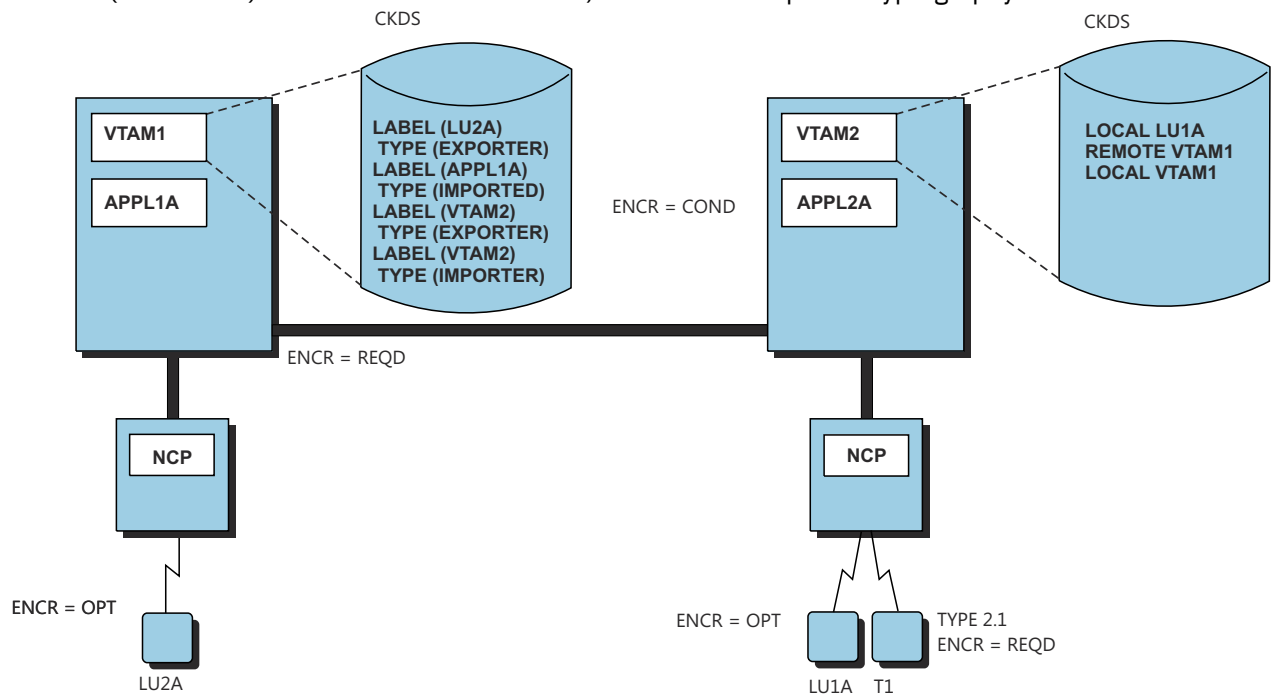 CKDS
CKDS
VTAM1
APPL1A
LABEL (LU2A)
TYPE (EXPORTER)
LABEL (APPL1A)
TYPE (IMPORTED)
LABEL (VTAM2)
TYPE (EXPORTER)
LABEL (VTAM2)
TYPE (IMPORTER)
ENCR = COND
VTAM2
APPL2A
LOCAL LU1A
REMOTE VTAM1
LOCAL VTAM1
ENCR = REQD
NCP
NCP
ENCR = OPT
LU2A
ENCR = OPT
TYPE 2.1
ENCR = REQD
LU1A
T1